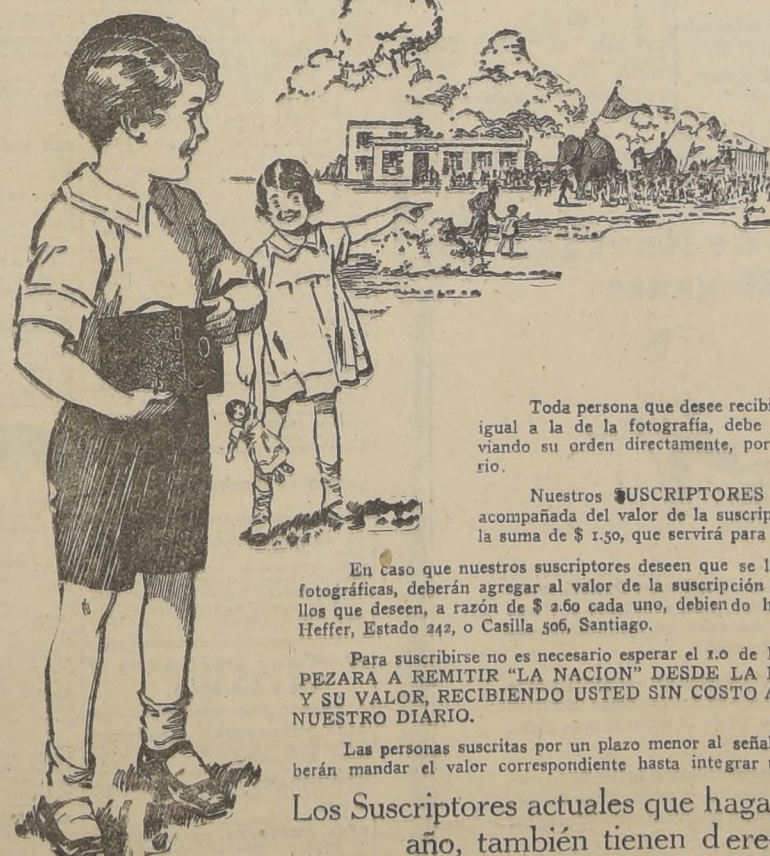 Toda persona que desee recibi
igual a la de la fotografía, debe
viando su orden directamente, por
rio.
Nuestros SUSCRIPTORES
acompañada del valor de la suscrip
la suma de $ 1.50, que servirá para
En caso que nuestros suscriptores deseen que se l
fotográficas, deberán agregar al valor de la suscripción
llos que deseen, a razón de $ 2.60 cada uno, debiendo h
Heffer, Estado 242, o Casilla 506, Santiago.
Para suscribirse no es necesario esperar el 1.o de
PEZARA A REMITIR "LA NACION" DESDE LA
Y SU VALOR, RECIBIENDO USTED SIN COSTO A
NUESTRO DIARIO.
Las personas suscritas por un plazo menor al seña
berán mandar el valor correspondiente hasta integrar
Los Suscriptores actuales que haga
año, también tienen dere